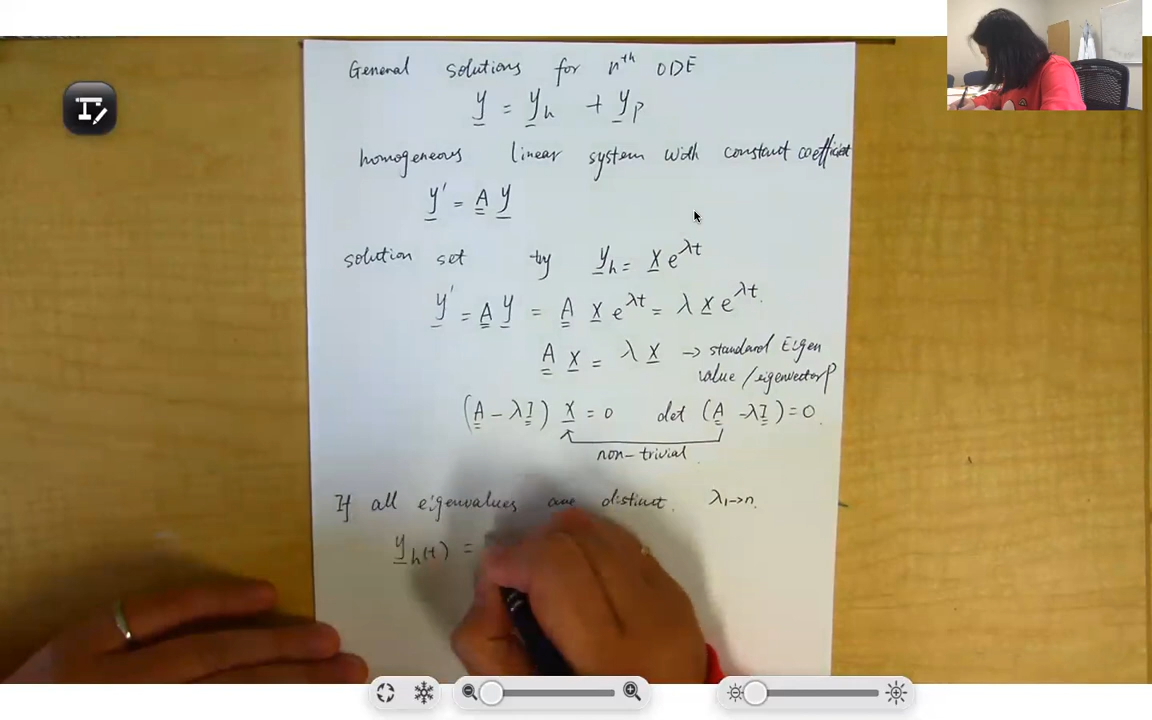 General solutions for nth ODE
y = yh + yp
homogeneous linear system with constant coefficient
y' = A y
solution set try yh = x e^λt
y' = A y = A x e^λt = λ x e^λt.
A x = λ x → standard Eigen
value / eigenvector P
(A - λI) x = 0 det (A - λI) = 0.
non-trivial
If all eigenvalues are distinct. λ1→n.
yh(t) =